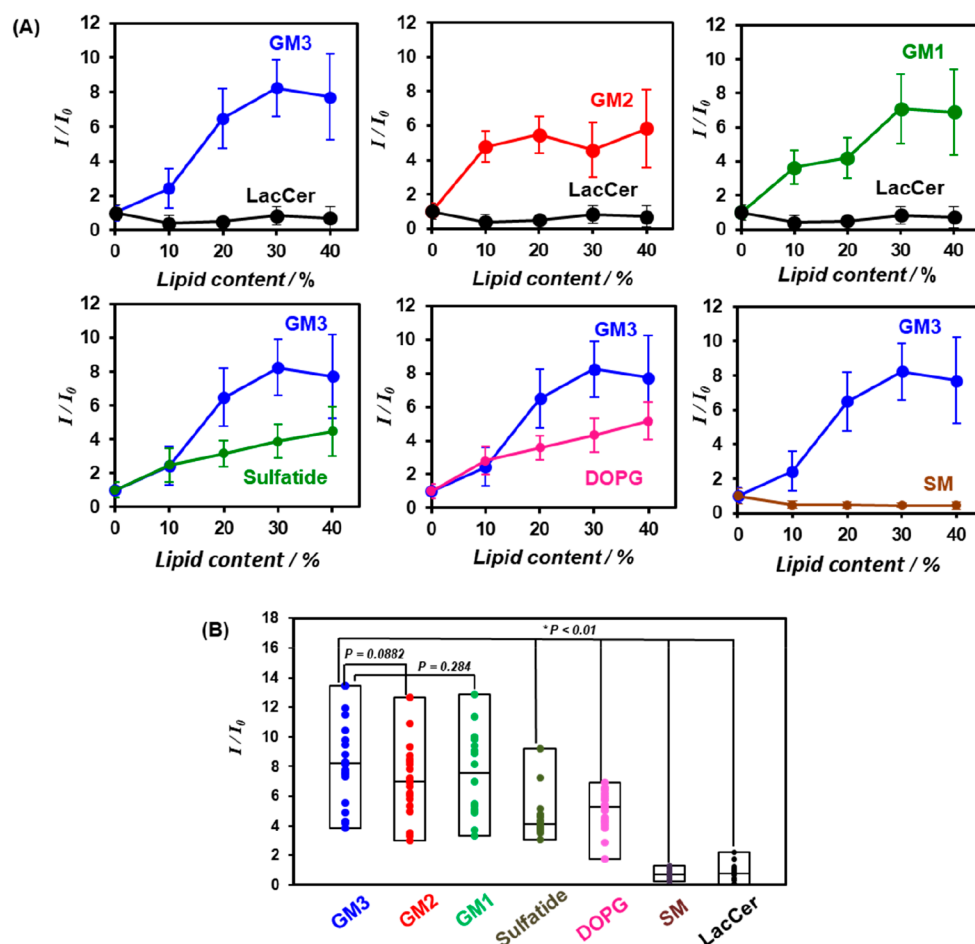 (A)
12
10
8
6
4
2
0
I / I0
GM3
LacCer
0 10 20 30 40
Lipid content / %
12
10
8
6
4
2
0
I / I0
GM2
LacCer
0 10 20 30 40
Lipid content / %
12
10
8
6
4
2
0
I / I0
GM1
LacCer
0 10 20 30 40
Lipid content / %
12
10
8
6
4
2
0
I / I0
GM3
Sulfatide
0 10 20 30 40
Lipid content / %
12
10
8
6
4
2
0
I / I0
GM3
DOPG
0 10 20 30 40
Lipid content / %
12
10
8
6
4
2
0
I / I0
GM3
SM
0 10 20 30 40
Lipid content / %
(B)
18
16
14
12
10
8
6
4
2
0
I / I0
* P < 0.01
P = 0.0882
P = 0.284
GM3 GM2 GM1 Sulfatide DOPG SM LacCer